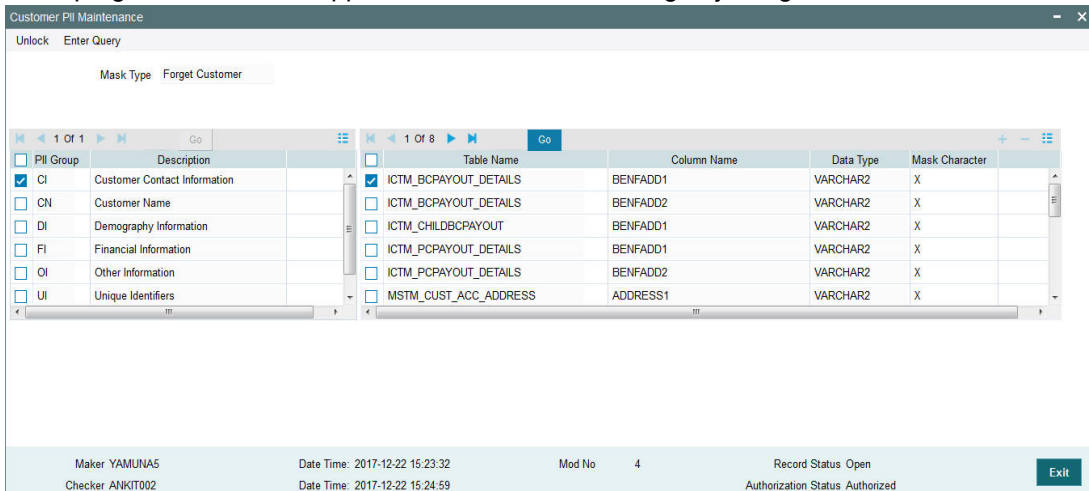 Customer PII Maintenance
Unlock Enter Query
Mask Type Forget Customer
1 Of 1 Go
1 Of 8 Go
PII Group Description
CI Customer Contact Information
CN Customer Name
DI Demography Information
FI Financial Information
OI Other Information
UI Unique Identifiers
Table Name Column Name Data Type Mask Character
ICTM_BCPAYOUT_DETAILS BENFADD1 VARCHAR2 X
ICTM_BCPAYOUT_DETAILS BENFADD2 VARCHAR2 X
ICTM_CHILDBCPAYOUT BENFADD1 VARCHAR2 X
ICTM_PCPAYOUT_DETAILS BENFADD1 VARCHAR2 X
ICTM_PCPAYOUT_DETAILS BENFADD2 VARCHAR2 X
MSTM_CUST_ACC_ADDRESS ADDRESS1 VARCHAR2 X
Maker YAMUNA5 Date Time: 2017-12-22 15:23:32 Mod No 4 Record Status Open
Checker ANKIT002 Date Time: 2017-12-22 15:24:59 Authorization Status Authorized
Exit